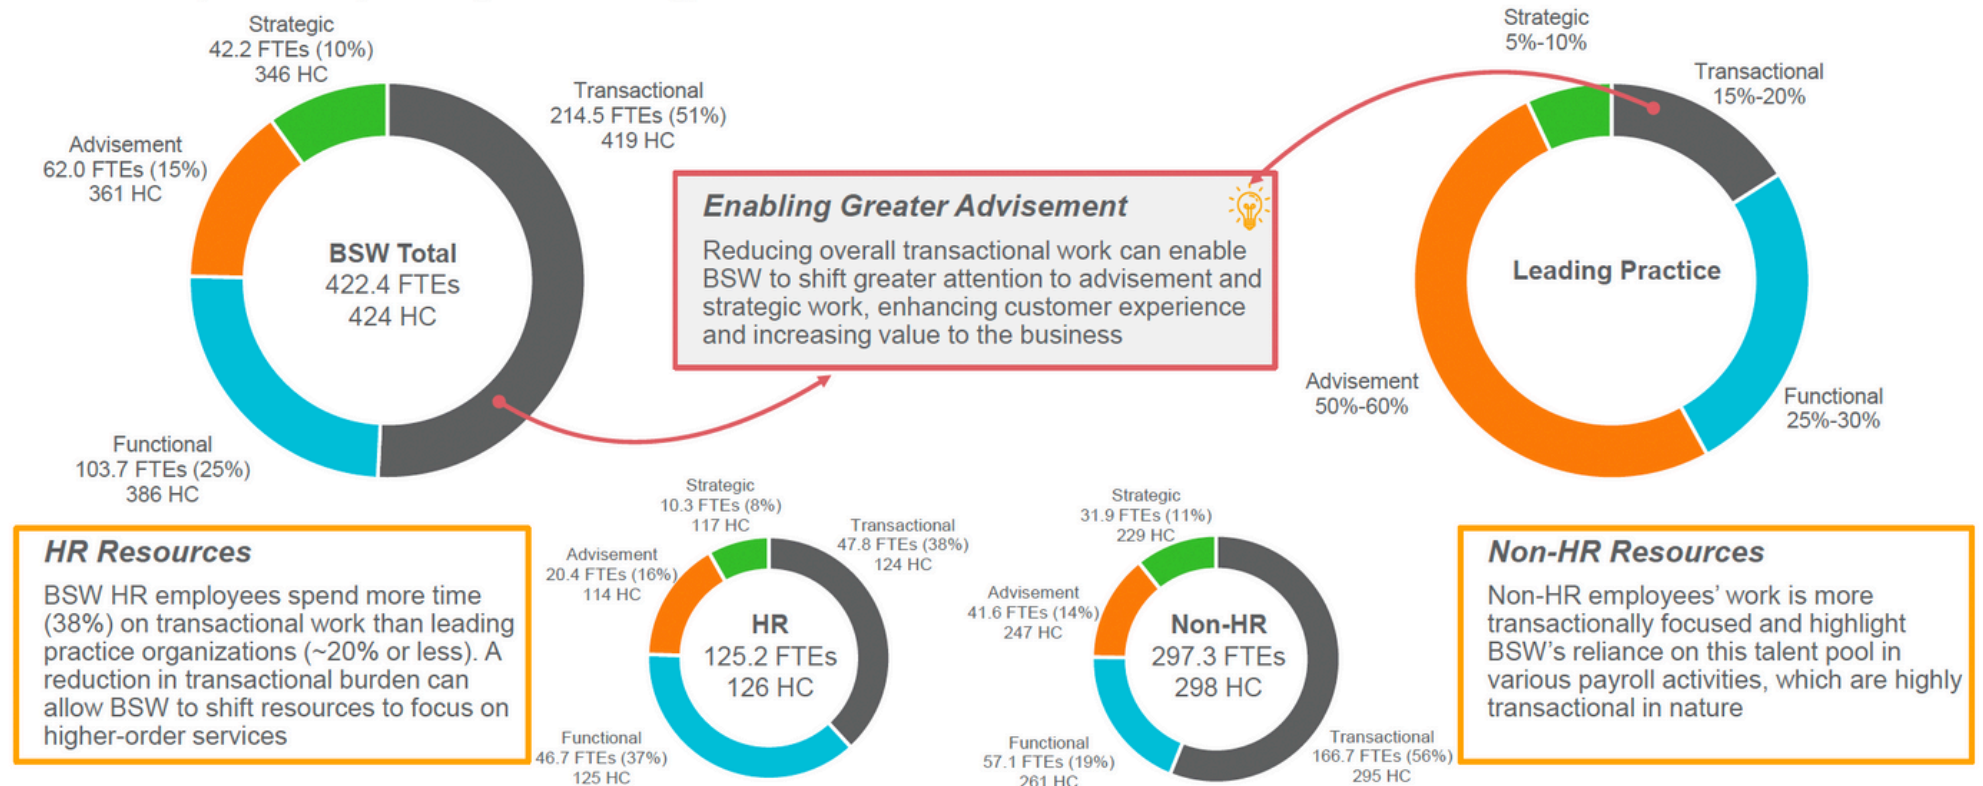 Strategic
42.2 FTEs (10%)
346 HC
Transactional
214.5 FTEs (51%)
419 HC
Advisement
62.0 FTEs (15%)
361 HC
BSW Total
422.4 FTEs
424 HC
Functional
103.7 FTEs (25%)
386 HC
Enabling Greater Advisement
Reducing overall transactional work can enable
BSW to shift greater attention to advisement and
strategic work, enhancing customer experience
and increasing value to the business
Strategic
5%-10%
Transactional
15%-20%
Leading Practice
Advisement
50%-60%
Functional
25%-30%
HR Resources
BSW HR employees spend more time
(38%) on transactional work than leading
practice organizations (~20% or less). A
reduction in transactional burden can
allow BSW to shift resources to focus on
higher-order services
Strategic
10.3 FTEs (8%)
117 HC
Transactional
47.8 FTEs (38%)
124 HC
Advisement
20.4 FTEs (16%)
114 HC
HR
125.2 FTEs
126 HC
Functional
46.7 FTEs (37%)
125 HC
Strategic
31.9 FTEs (11%)
229 HC
Advisement
41.6 FTEs (14%)
247 HC
Non-HR
297.3 FTEs
298 HC
Functional
57.1 FTEs (19%)
261 HC
Transactional
166.7 FTEs (56%)
295 HC
Non-HR Resources
Non-HR employees' work is more
transactionally focused and highlight
BSW's reliance on this talent pool in
various payroll activities, which are highly
transactional in nature